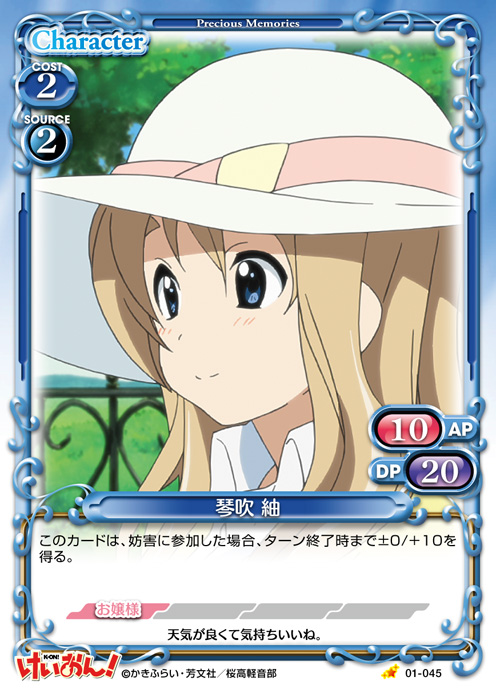 Precious Memories
Character
COST
2
SOURCE
2
10 AP
DP 20
琴吹 紬
このカードは、妨害に参加した場合、ターン終了時まで±0/+10を
得る。
お嬢様
天気が良くて気持ちいいね。
K-ON!
けいおん!
©かきふらい・芳文社/桜高軽音部
01-045